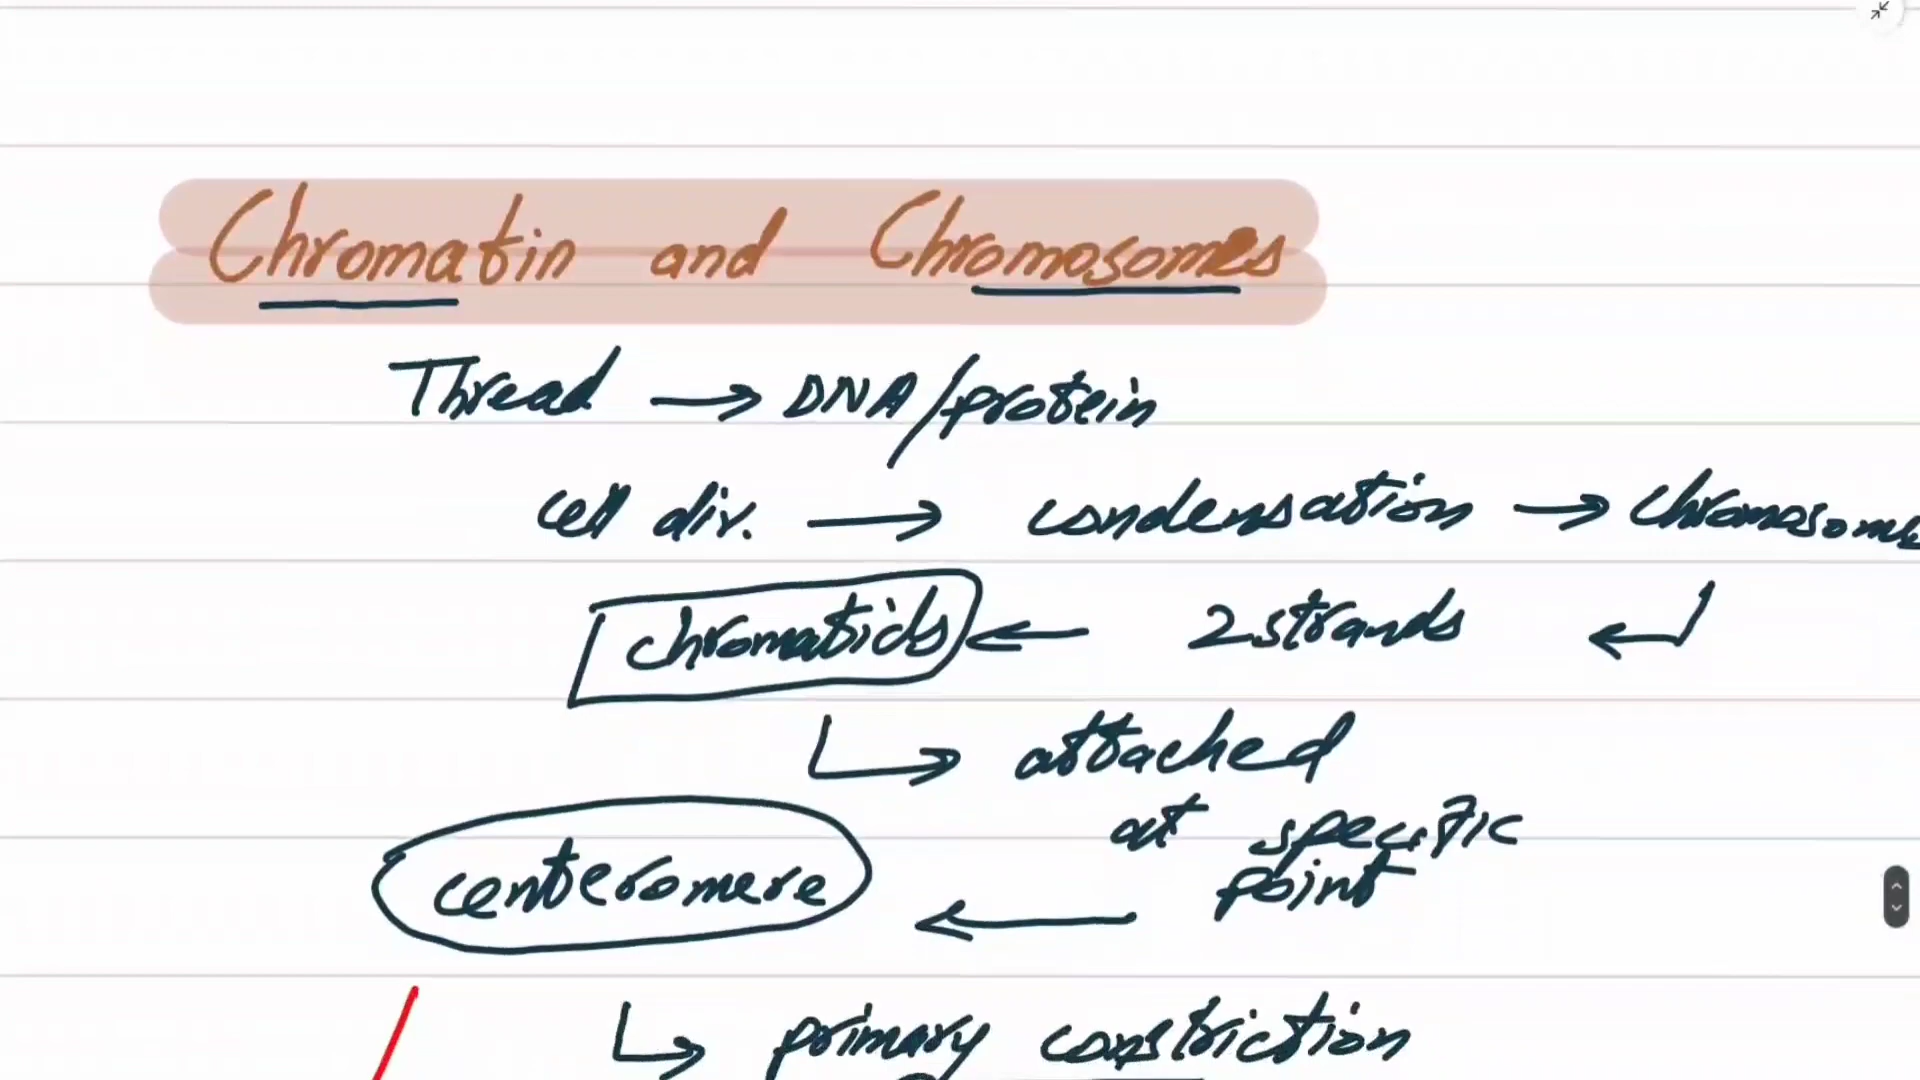 Chromatin and Chromosomes
Thread → DNA/protein
cell div. → condensation → chromosomes
chromatids ← 2 strands ↵
↳ attached
at specific
point
centeromere ←
↳ primary constriction